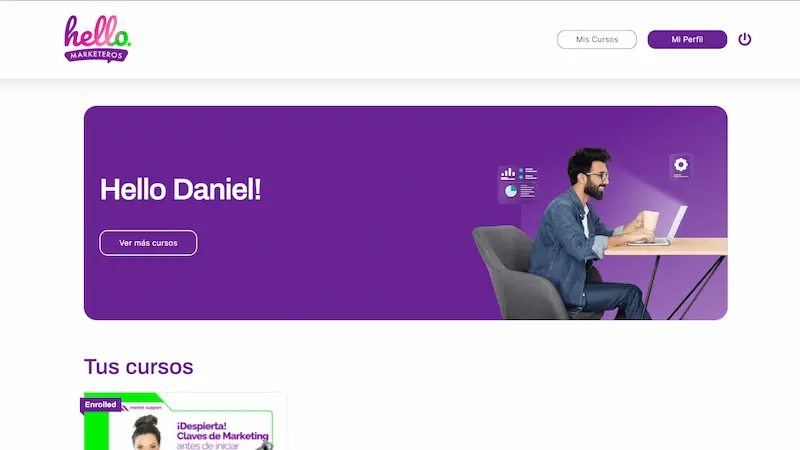 hello.
MARKETEROS
Mis Cursos
Mi Perfil
Hello Daniel!
Ver más cursos
Tus cursos
Enrolled
market support
¡Despierta!
Claves de Marketing
antes de iniciar